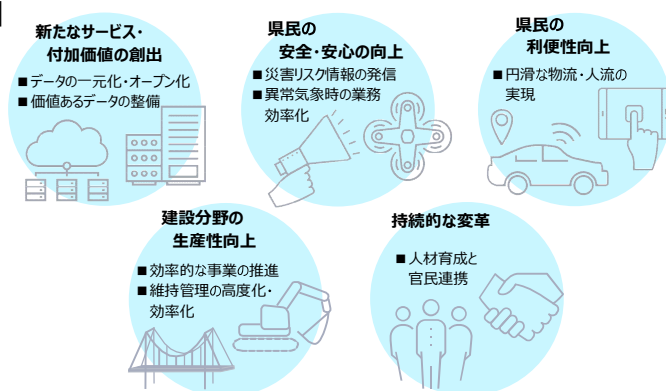 新たなサービス・
付加価値の創出
■データの一元化・オープン化
■価値あるデータの整備
県民の
安全・安心の向上
■災害リスク情報の発信
■異常気象時の業務
効率化
県民の
利便性向上
■円滑な物流・人流の
実現
建設分野の
生産性向上
■効率的な事業の推進
■維持管理の高度化・
効率化
持続的な変革
■人材育成と
官民連携